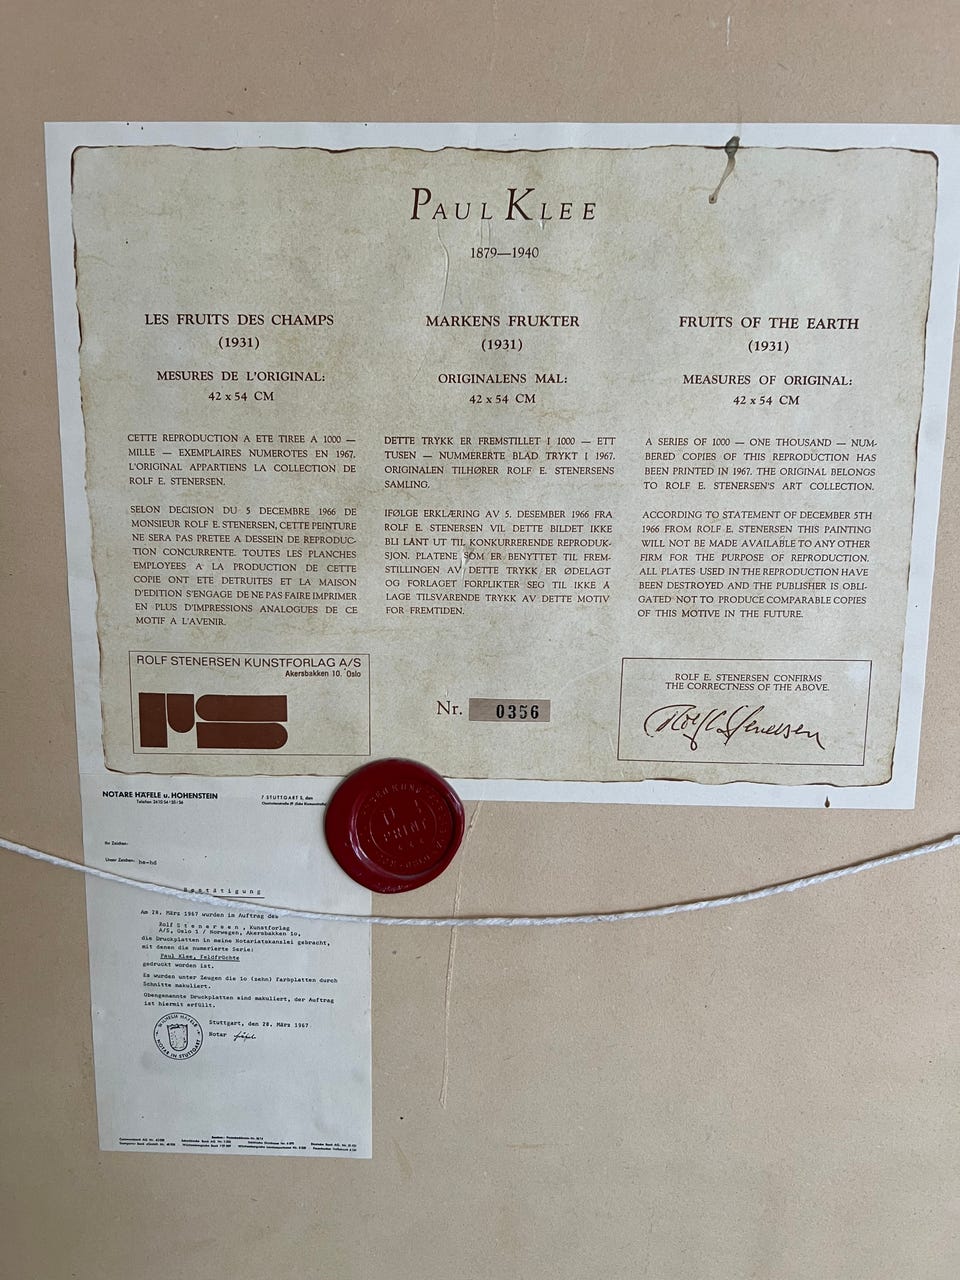 PAUL KLEE
1879—1940
LES FRUITS DES CHAMPS
(1931)
MESURES DE L'ORIGINAL:
42 x 54 CM
CETTE REPRODUCTION A ETE TIREE A 1000 —
MILLE — EXEMPLAIRES NUMEROTES EN 1967.
L'ORIGINAL APPARTIENS LA COLLECTION DE
ROLF E. STENERSEN.
SELON DECISION DU 5 DECEMBRE 1966 DE
MONSIEUR ROLF E. STENERSEN, CETTE PEINTURE
NE SERA PAS PRETEE A DESSEIN DE REPRODUC-
TION CONCURRENTE. TOUTES LES PLANCHES
EMPLOYEES A LA PRODUCTION DE CETTE
COPIE ONT ETE DETRUITES ET LA MAISON
D'EDITION S'ENGAGE DE NE PAS FAIRE IMPRIMER
EN PLUS D'IMPRESSIONS ANALOGUES DE CE
MOTIF A L'AVENIR.
MARKENS FRUKTER
(1931)
ORIGINALENS MÅL:
42 x 54 CM
DETTE TRYKK ER FREMSTILLET I 1000 — ETT
TUSEN — NUMMERERTE BLAD TRYKT I 1967.
ORIGINALEN TILHØRER ROLF E. STENERSENS
SAMLING.
IFØLGE ERKLÆRING AV 5. DESEMBER 1966 FRA
ROLF E. STENERSEN VIL DETTE BILDET IKKE
BLI LÅNT UT TIL KONKURRERENDE REPRODUK-
SJON. PLATENE SOM ER BENYTTET TIL FREM-
STILLINGEN AV DETTE TRYKK ER ØDELAGT
OG FORLAGET FORPLIKTER SEG TIL IKKE Å
LAGE TILSVARENDE TRYKK AV DETTE MOTIV
FOR FREMTIDEN.
FRUITS OF THE EARTH
(1931)
MEASURES OF ORIGINAL:
42 x 54 CM
A SERIES OF 1000 — ONE THOUSAND — NUM-
BERED COPIES OF THIS REPRODUCTION HAS
BEEN PRINTED IN 1967. THE ORIGINAL BELONGS
TO ROLF E. STENERSEN'S ART COLLECTION.
ACCORDING TO STATEMENT OF DECEMBER 5TH
1966 FROM ROLF E. STENERSEN THIS PAINTING
WILL NOT BE MADE AVAILABLE TO ANY OTHER
FIRM FOR THE PURPOSE OF REPRODUCTION.
ALL PLATES USED IN THE REPRODUCTION HAVE
BEEN DESTROYED AND THE PUBLISHER IS OBLI-
GATED NOT TO PRODUCE COMPARABLE COPIES
OF THIS MOTIVE IN THE FUTURE.
ROLF STENERSEN KUNSTFORLAG A/S
Akersbakken 10. Oslo
Nr. 0356
ROLF E. STENERSEN CONFIRMS
THE CORRECTNESS OF THE ABOVE.
Rolf E. Stenersen
NOTARE HÄFELE u. HOHENSTEIN
7 STUTTGART S, den
Ihr Zeichen:
Unser Zeichen: he-hö
Bestätigung
Am 28. März 1967 wurden im Auftrag des
Rolf Stenersen, Kunstforlag
A/S, Oslo 1 / Norwegen, Akersbakken 1o,
die Druckplatten in meine Notariatskanzlei gebracht,
mit denen die numerierte Serie:
Paul Klee, Feldfrüchte
gedruckt worden ist.
Es wurden unter Zeugen die 1o (zehn) Farbplatten durch
Schnitte makuliert.
Obengenannte Druckplatten sind makuliert, der Auftrag
ist hiermit erfüllt.
Stuttgart, den 28. März 1967
Notar
NOTAR IN STUTTGART